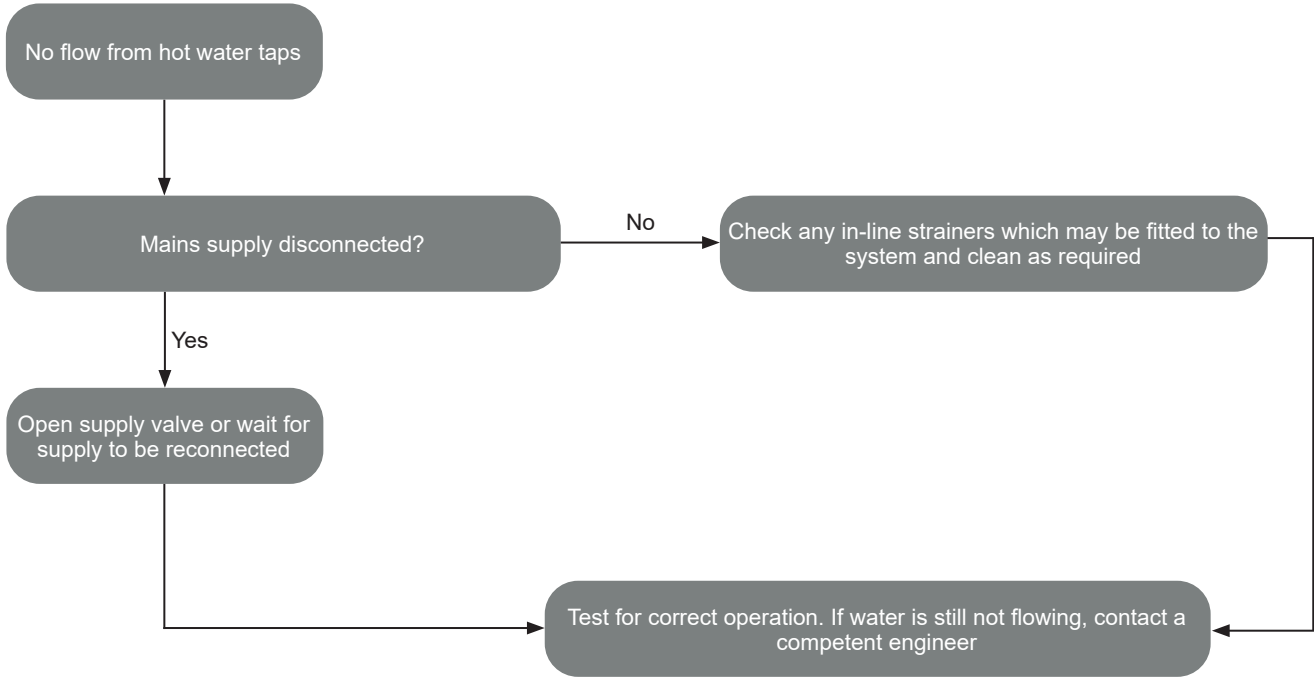 No flow from hot water taps
Mains supply disconnected?
No
Check any in-line strainers which may be fitted to the
system and clean as required
Yes
Open supply valve or wait for
supply to be reconnected
Test for correct operation. If water is still not flowing, contact a
competent engineer